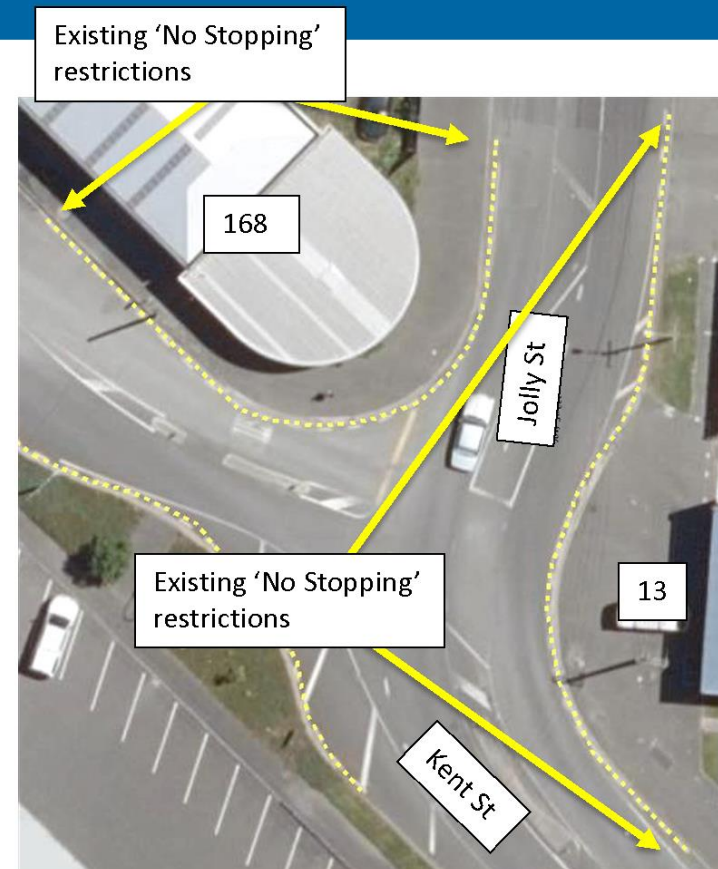 Existing ‘No Stopping’
restrictions
168
Jolly St
Existing ‘No Stopping’
restrictions
13
Kent St